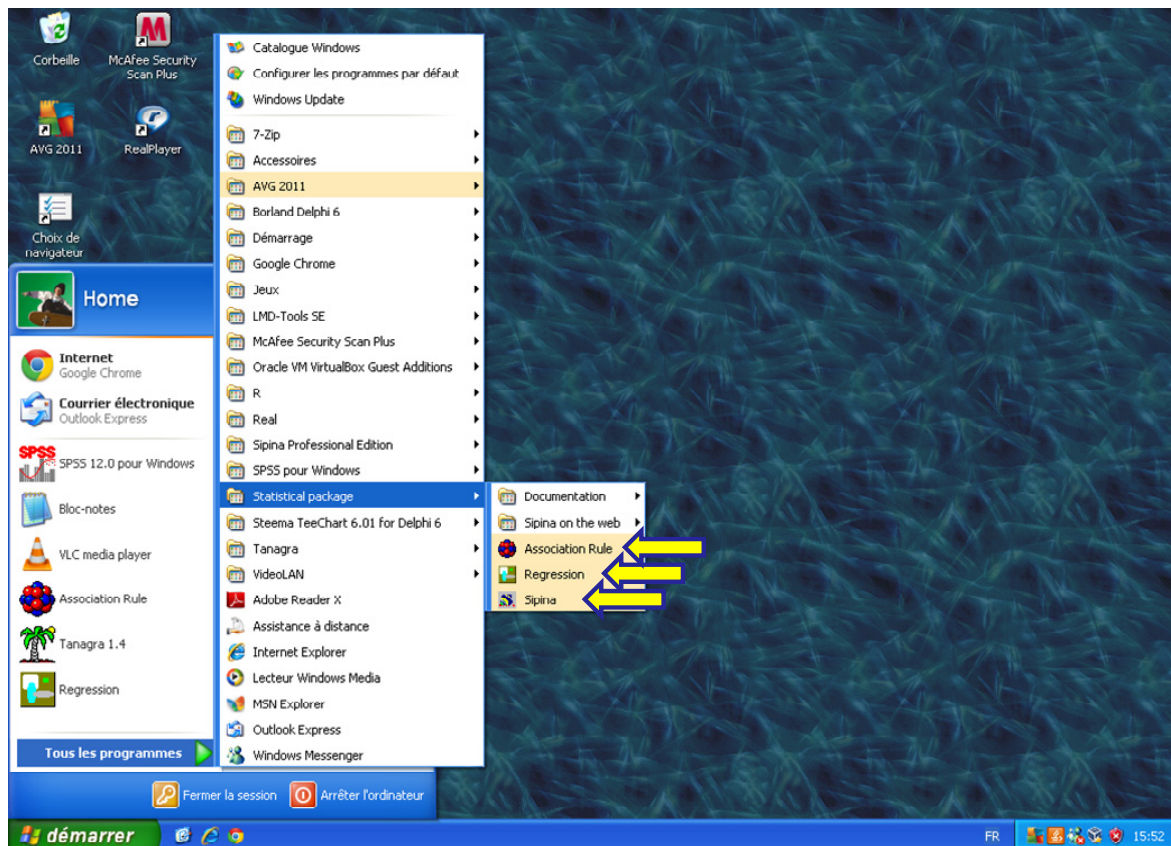 Corbeille
McAfee Security
Scan Plus
AVG 2011
RealPlayer
Choix de
navigateur
Home
Internet
Google Chrome
Courrier électronique
Outlook Express
SPSS
SPSS 12.0 pour Windows
Bloc-notes
VLC media player
Association Rule
Tanagra 1.4
Regression
Tous les programmes
Catalogue Windows
Configurer les programmes par défaut
Windows Update
7-Zip
Accessoires
AVG 2011
Borland Delphi 6
Démarrage
Google Chrome
Jeux
LMD-Tools SE
McAfee Security Scan Plus
Oracle VM VirtualBox Guest Additions
R
Real
Sipina Professional Edition
SPSS pour Windows
Statistical package
Steema TeeChart 6.01 for Delphi 6
Tanagra
VideoLAN
Adobe Reader X
Assistance à distance
Internet Explorer
Lecteur Windows Media
MSN Explorer
Outlook Express
Windows Messenger
Documentation
Sipina on the web
Association Rule
Regression
Sipina
Fermer la session
Arrêter l'ordinateur
démarrer
FR
15:52